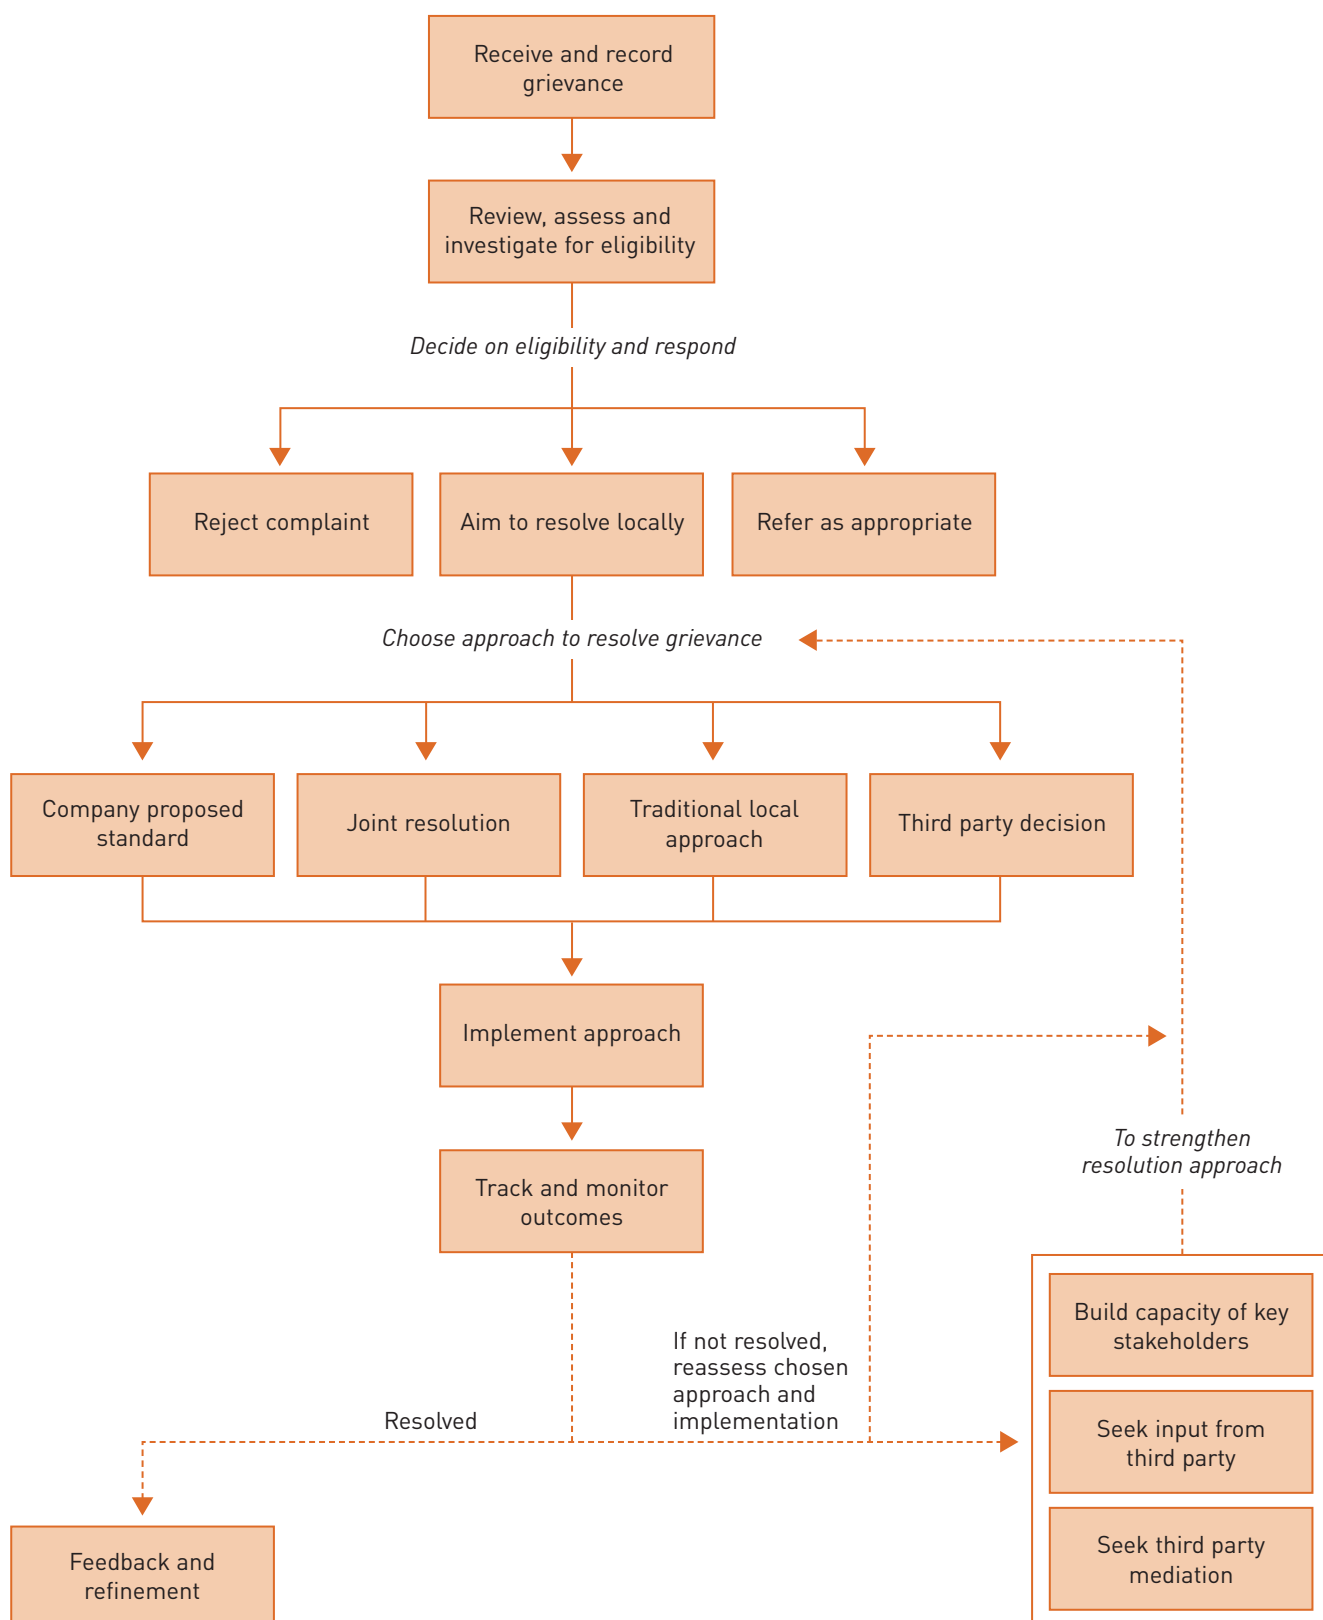 Receive and record
grievance
Review, assess and
investigate for eligibility
Decide on eligibility and respond
Reject complaint
Aim to resolve locally
Refer as appropriate
Choose approach to resolve grievance
Company proposed
standard
Joint resolution
Traditional local
approach
Third party decision
Implement approach
Track and monitor
outcomes
To strengthen
resolution approach
If not resolved,
reassess chosen
approach and
implementation
Resolved
Build capacity of key
stakeholders
Seek input from
third party
Seek third party
mediation
Feedback and
refinement